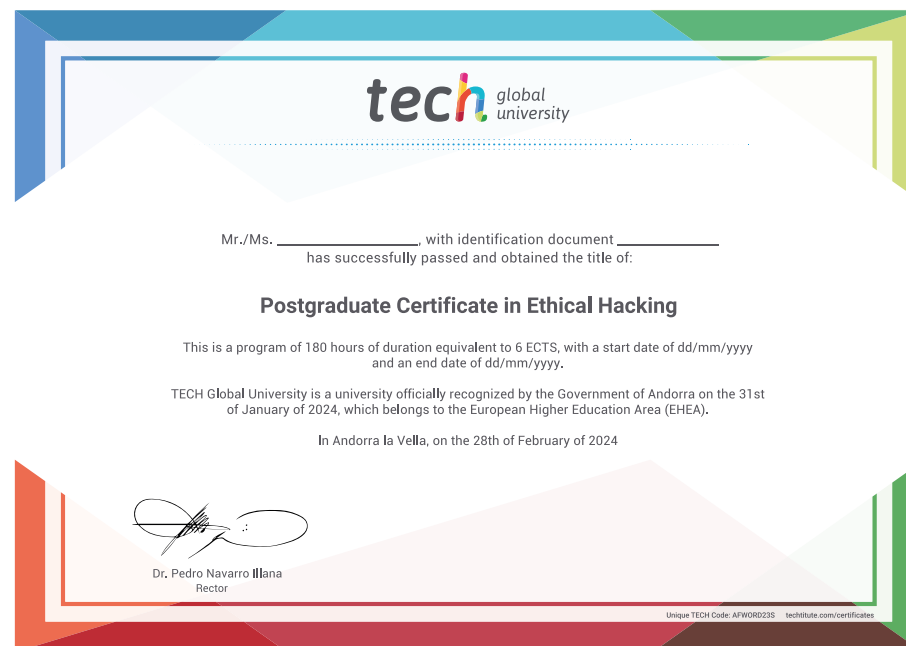 tech global university
Mr./Ms. ________________, with identification document ____________
has successfully passed and obtained the title of:
Postgraduate Certificate in Ethical Hacking
This is a program of 180 hours of duration equivalent to 6 ECTS, with a start date of dd/mm/yyyy
and an end date of dd/mm/yyyy.
TECH Global University is a university officially recognized by the Government of Andorra on the 31st
of January of 2024, which belongs to the European Higher Education Area (EHEA).
In Andorra la Vella, on the 28th of February of 2024
Dr. Pedro Navarro Illana
Rector
Unique TECH Code: AFWORD23S techtitute.com/certificates